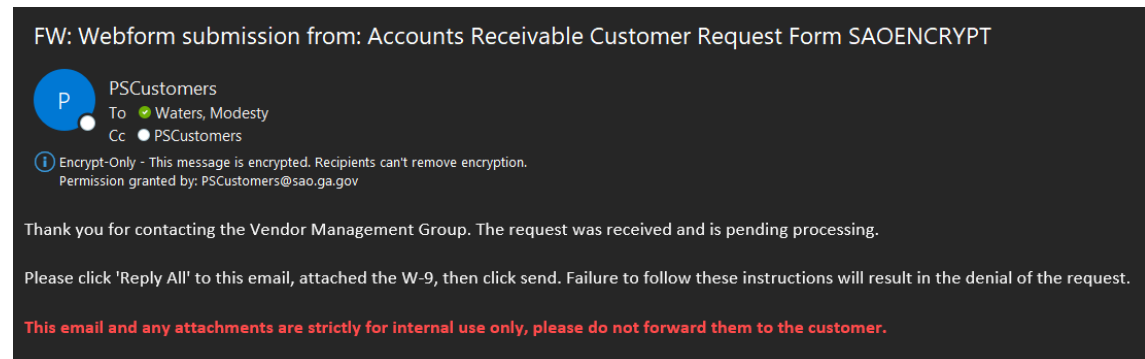 FW: Webform submission from: Accounts Receivable Customer Request Form SAOENCRYPT
P
PSCustomers
To Waters, Modesty
Cc PSCustomers
Encrypt-Only - This message is encrypted. Recipients can't remove encryption.
Permission granted by: PSCustomers@sao.ga.gov
Thank you for contacting the Vendor Management Group. The request was received and is pending processing.
Please click 'Reply All' to this email, attached the W-9, then click send. Failure to follow these instructions will result in the denial of the request.
This email and any attachments are strictly for internal use only, please do not forward them to the customer.